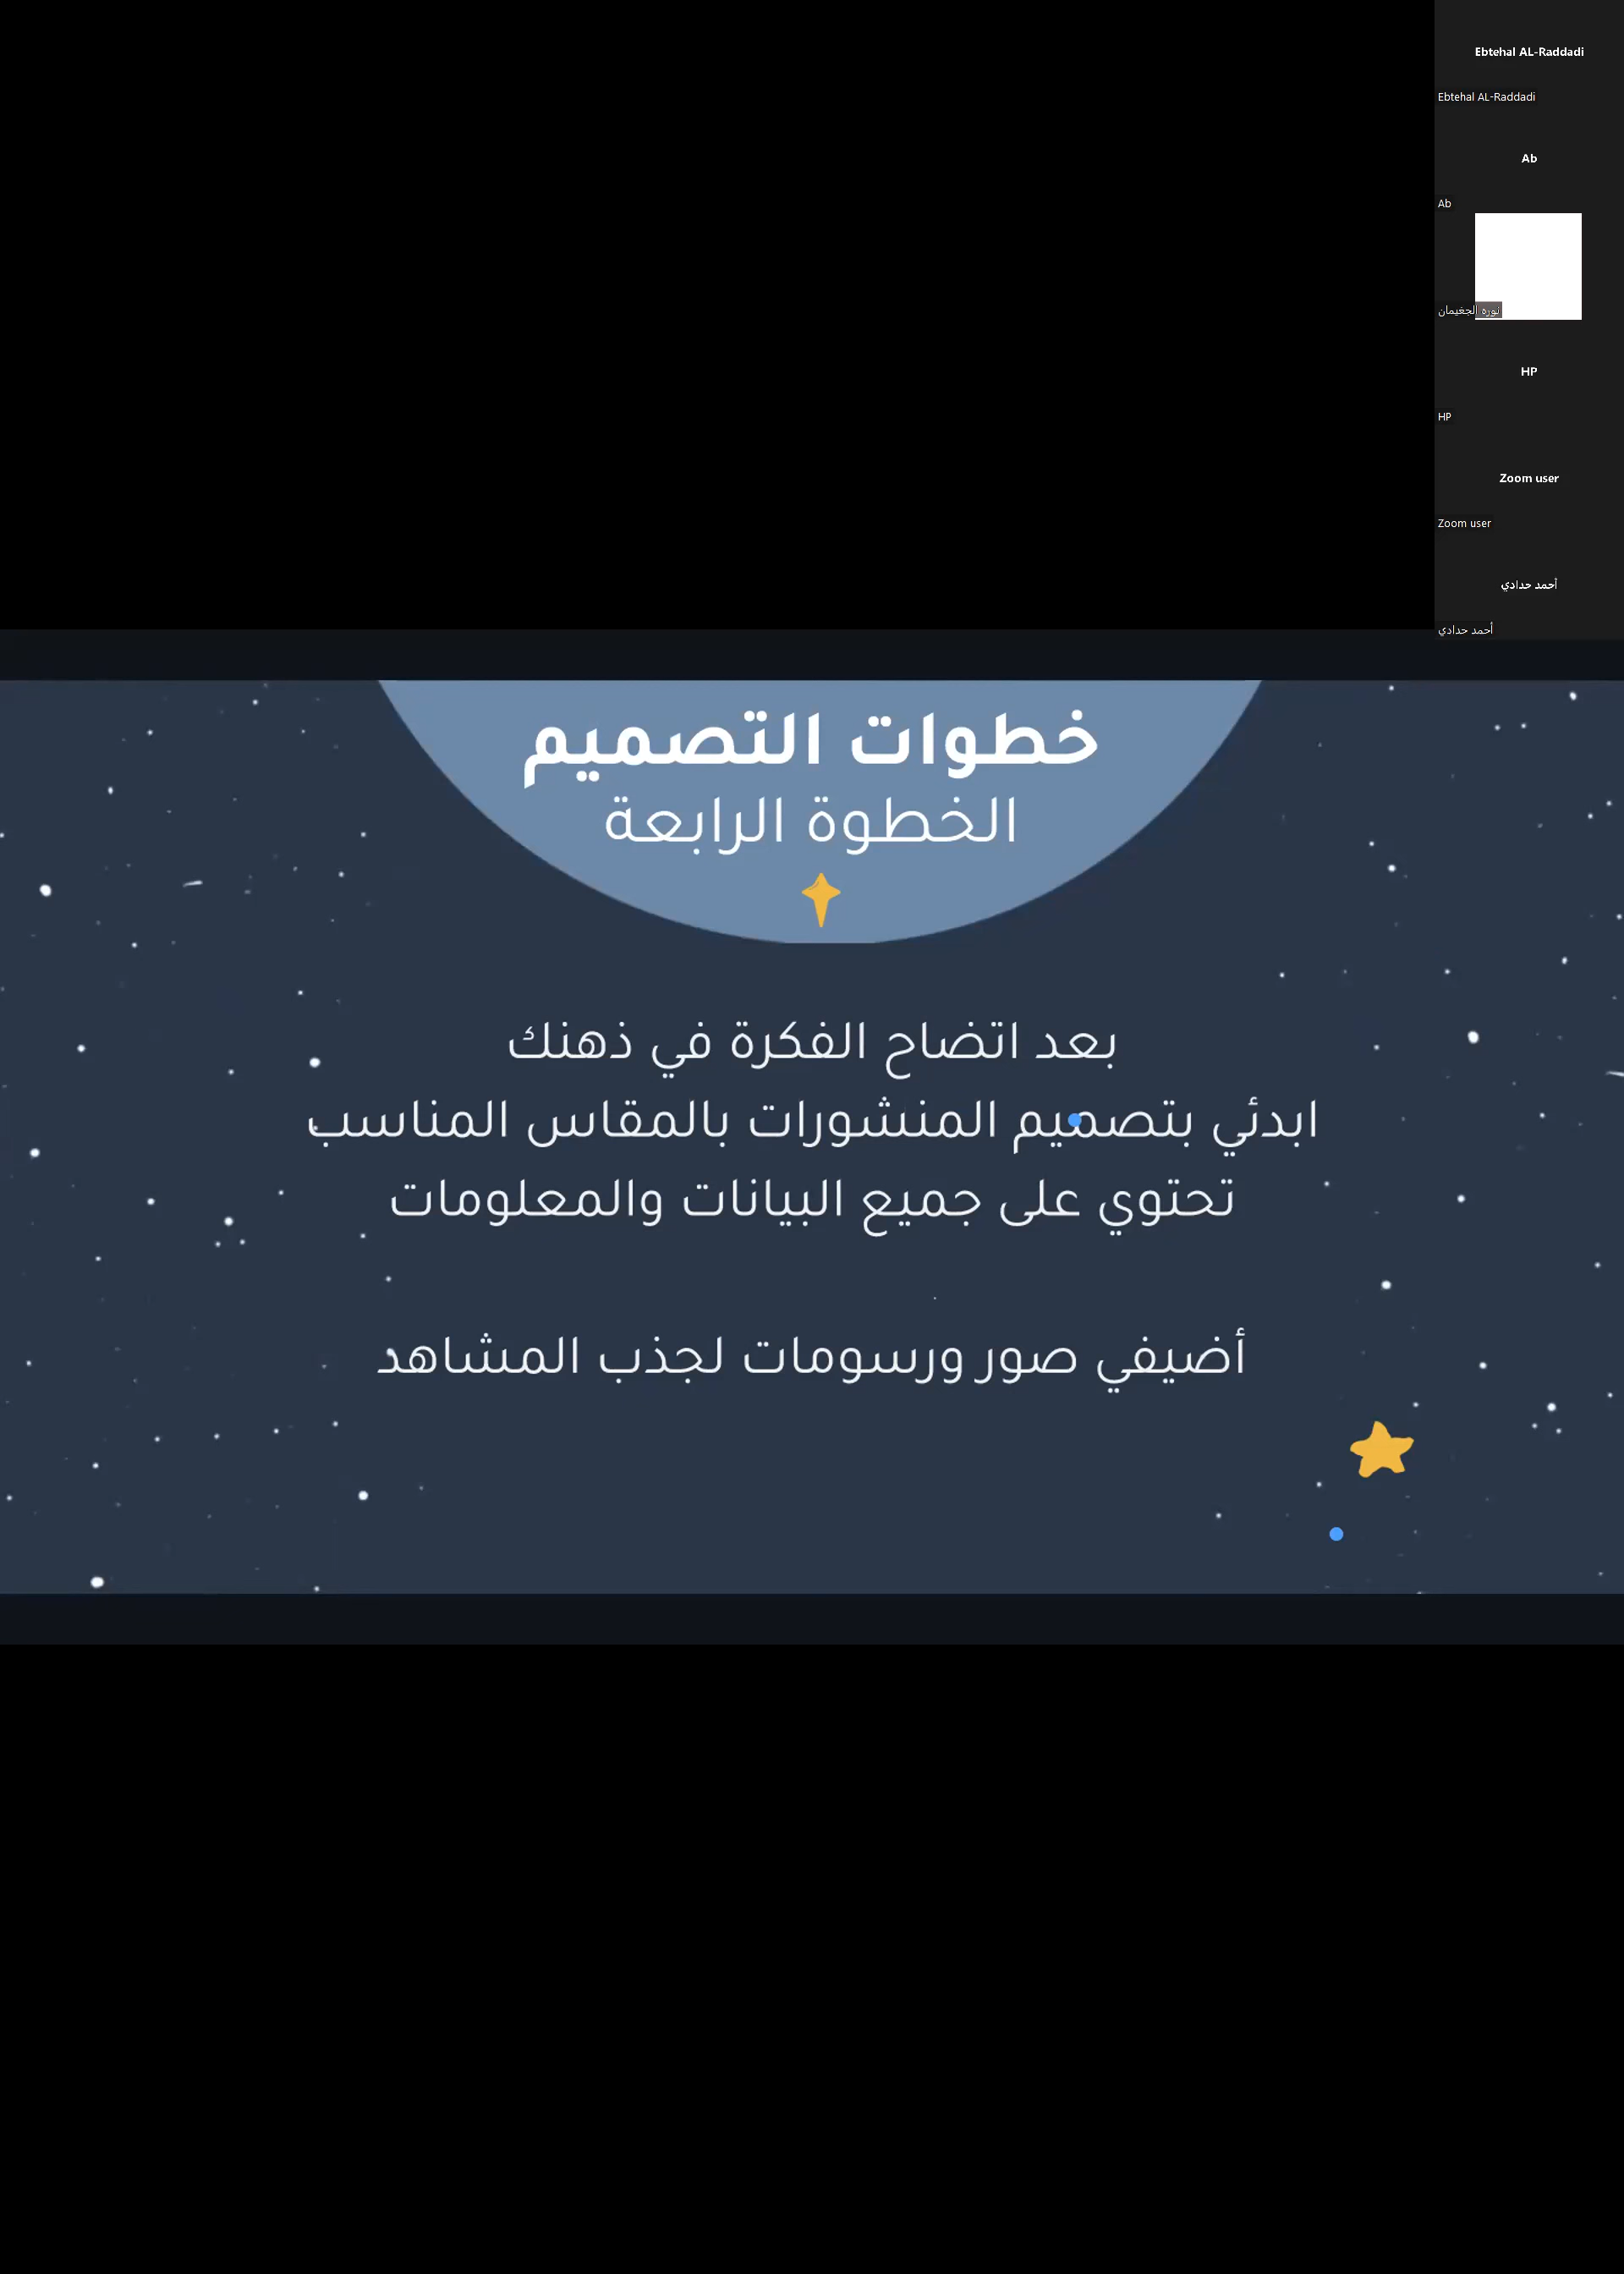 Ebtehal AL-Raddadi
Ebtehal AL-Raddadi
Ab
Ab
نوره الجغيمان
HP
HP
Zoom user
Zoom user
أحمد حدادي
أحمد حدادي
خطوات التصميم
الخطوة الرابعة
بعد اتضاح الفكرة في ذهنك
ابدئي بتصميم المنشورات بالمقاس المناسب
تحتوي على جميع البيانات والمعلومات
أضيفي صور ورسومات لجذب المشاهد